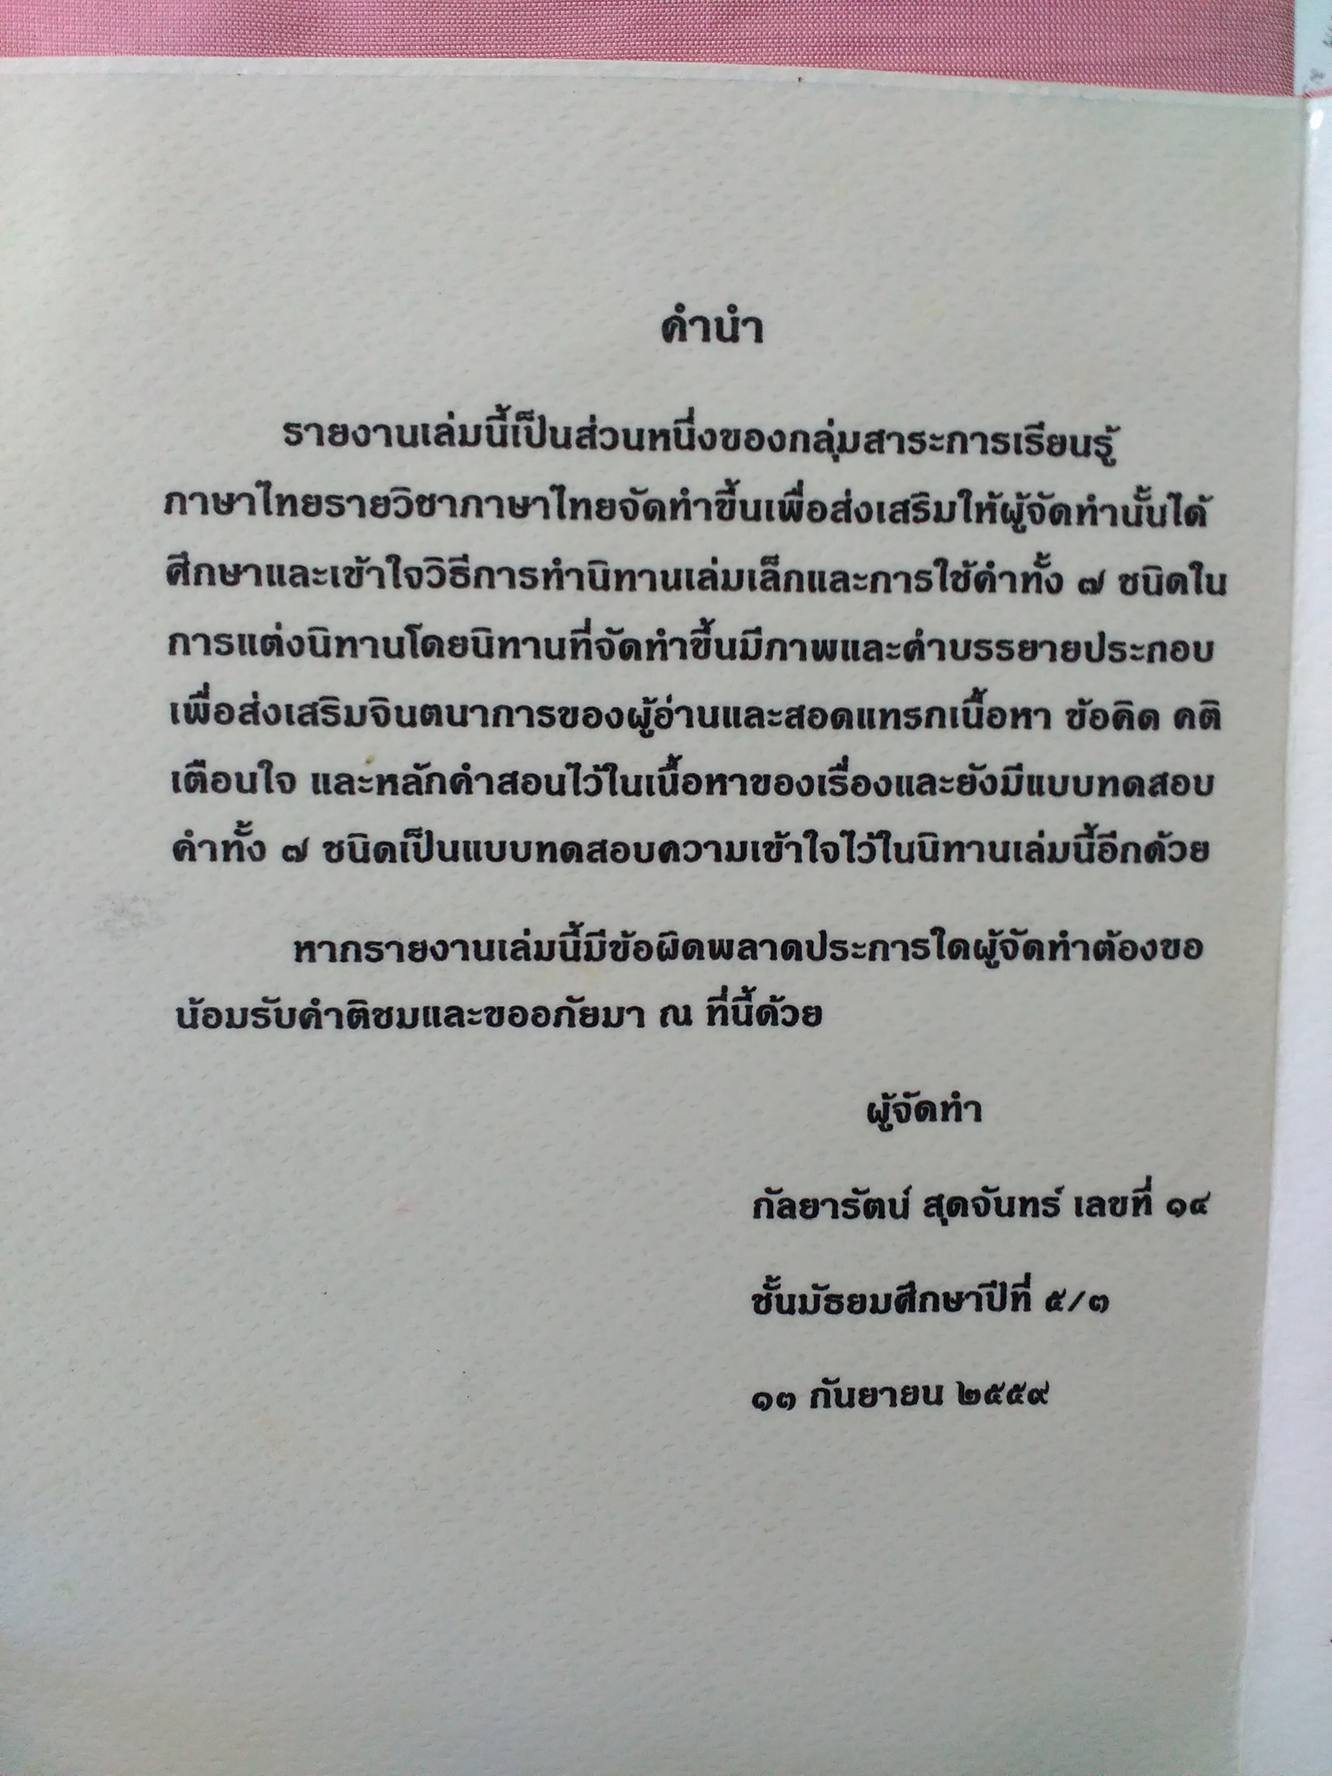 คำนำ
รายงานเล่มนี้เป็นส่วนหนึ่งของกลุ่มสาระการเรียนรู้
ภาษาไทยรายวิชาภาษาไทยจัดทำขึ้นเพื่อส่งเสริมให้ผู้จัดทำนั้นได้
ศึกษาและเข้าใจวิธีการทำนิทานเล่มเล็กและการใช้คำทั้ง ๗ ชนิดใน
การแต่งนิทานโดยนิทานที่จัดทำขึ้นมีภาพและคำบรรยายประกอบ
เพื่อส่งเสริมจินตนาการของผู้อ่านและสอดแทรกเนื้อหา ข้อคิด คติ
เตือนใจ และหลักคำสอนไว้ในเนื้อหาของเรื่องและยังมีแบบทดสอบ
คำทั้ง ๗ ชนิดเป็นแบบทดสอบความเข้าใจไว้ในนิทานเล่มนี้อีกด้วย
หากรายงานเล่มนี้มีข้อผิดพลาดประการใดผู้จัดทำต้องขอ
น้อมรับคำติชมและขออภัยมา ณ ที่นี้ด้วย
ผู้จัดทำ
กัลยารัตน์ สุดจันทร์ เลขที่ ๑๔
ชั้นมัธยมศึกษาปีที่ ๕/๓
๑๓ กันยายน ๒๕๕๙